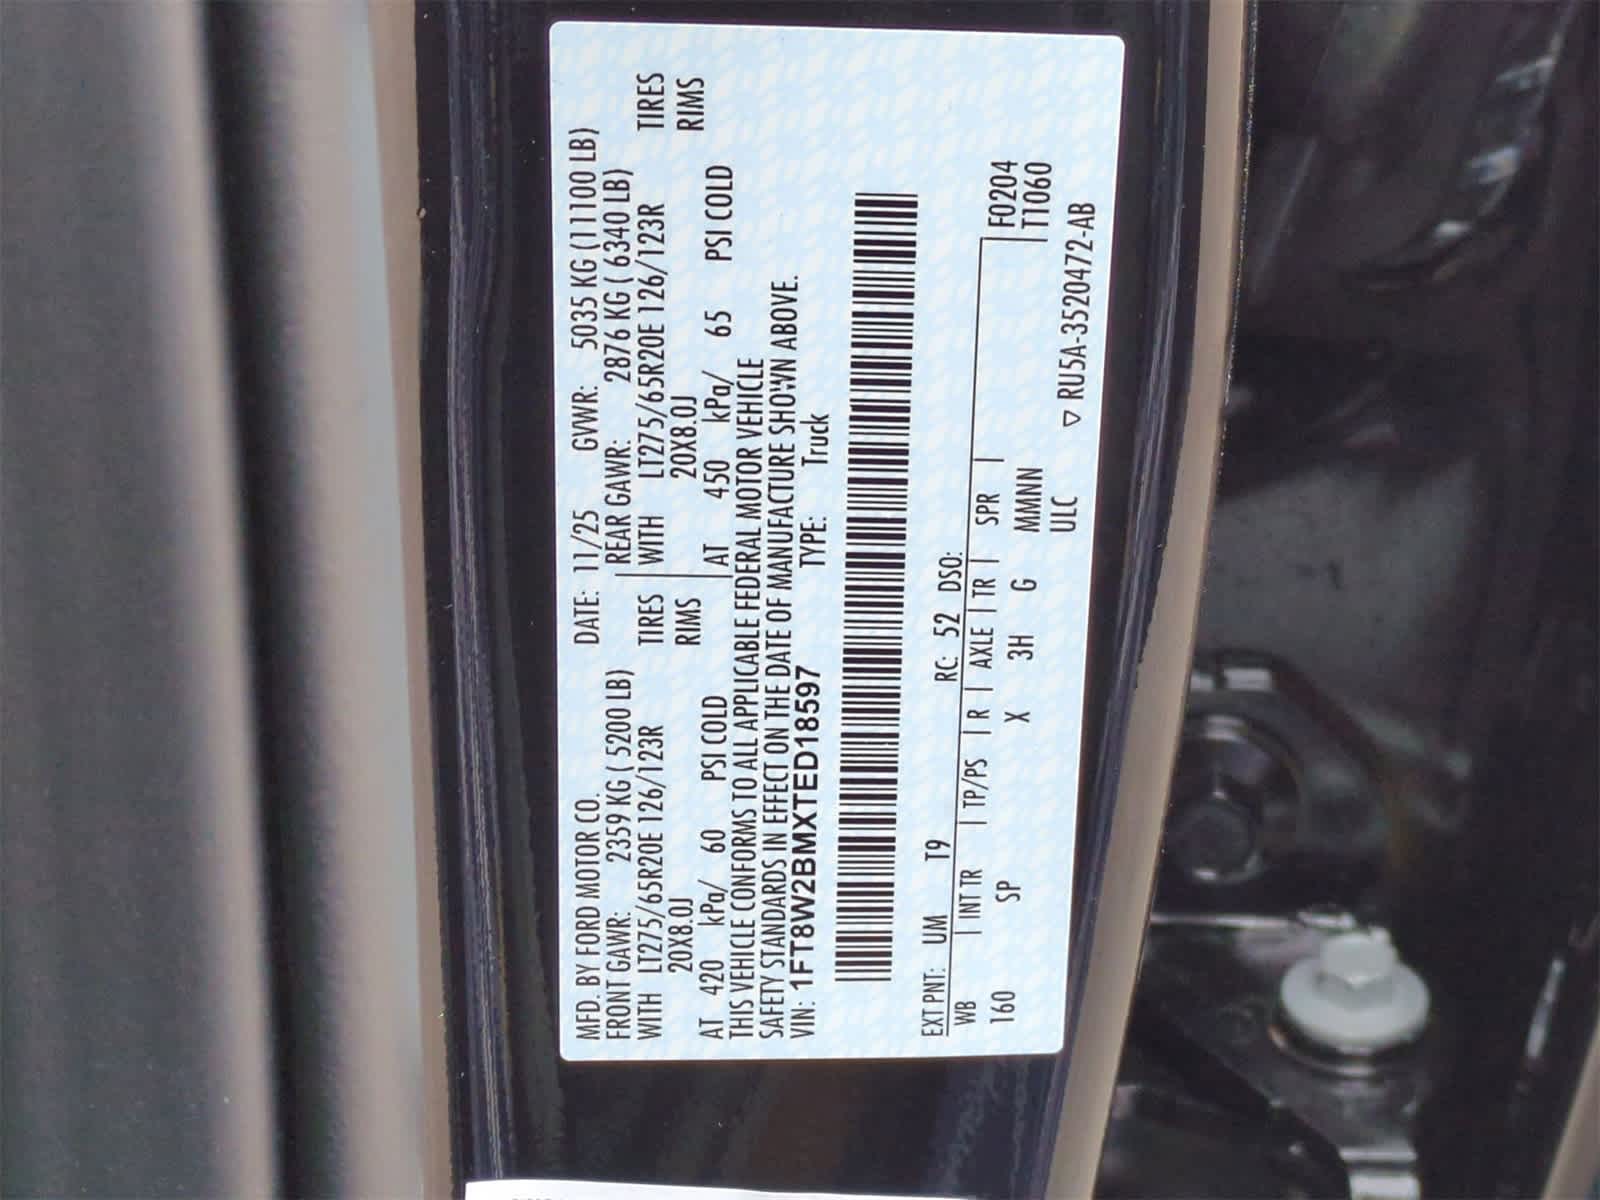 MFD. BY FORD MOTOR CO. DATE: 11/25 GVWR: 5035 KG (11100 LB)
FRONT GAWR: 2359 KG ( 5200 LB) REAR GAWR: 2876 KG ( 6340 LB)
WITH LT275/65R20E 126/123R TIRES WITH LT275/65R20E 126/123R TIRES
20X8.0J RIMS 20X8.0J RIMS
AT 420 kPa/ 60 PSI COLD AT 450 kPa/ 65 PSI COLD
THIS VEHICLE CONFORMS TO ALL APPLICABLE FEDERAL MOTOR VEHICLE
SAFETY STANDARDS IN EFFECT ON THE DATE OF MANUFACTURE SHOWN ABOVE.
VIN: 1FT8W2BMXTED18597 TYPE: Truck
EXT PNT: UM T9 RC: 52 DSO:
WB | INT TR | TP/PS | R | AXLE | TR | SPR | F0204
160 SP X 3H G MMNN T1060
ULC
▽ RU5A-3520472-AB